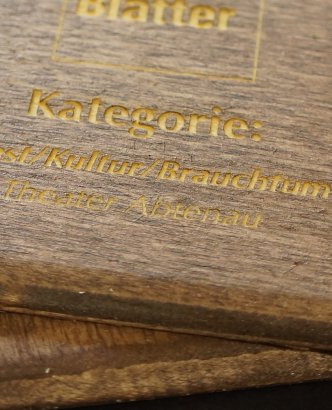 Blätter
Kategorie:
st/Kultur/Brauchtum
Theater Abtenau